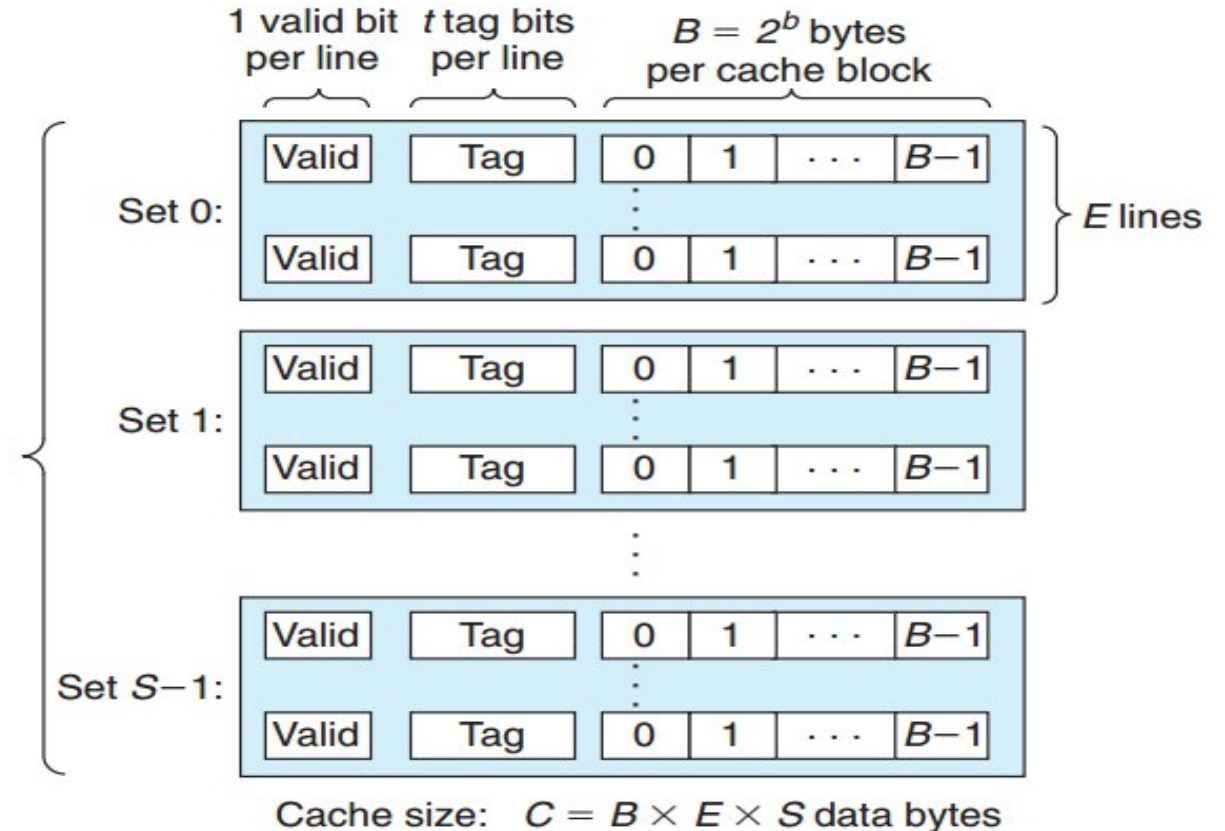 1 valid bit per line
t tag bits per line
B = 2^b bytes per cache block
Valid Tag 0 1 · · · B−1
Set 0:
E lines
Valid Tag 0 1 · · · B−1
Valid Tag 0 1 · · · B−1
Set 1:
Valid Tag 0 1 · · · B−1
Valid Tag 0 1 · · · B−1
Set S−1:
Valid Tag 0 1 · · · B−1
Cache size: C = B × E × S data bytes